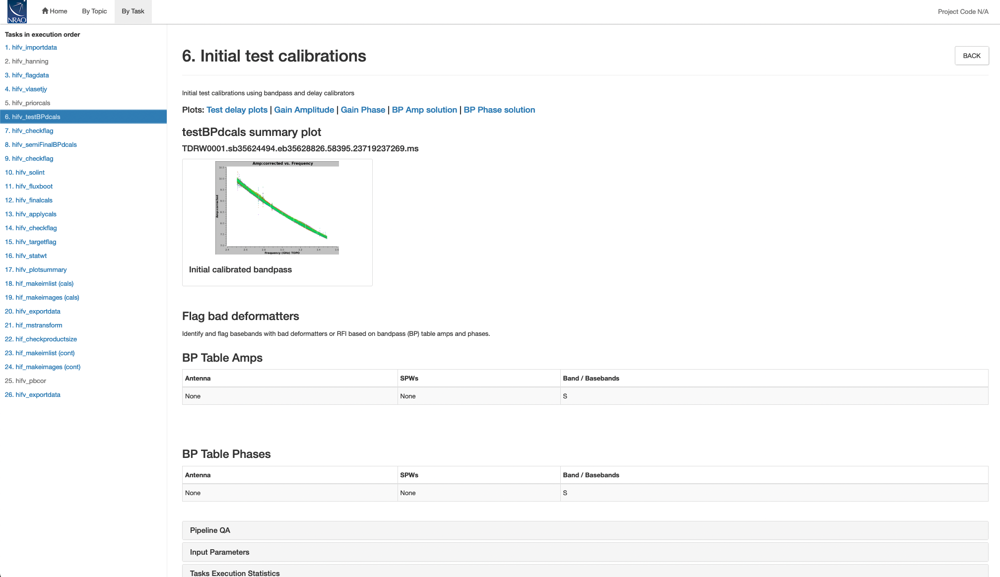 NRAO
Home
By Topic
By Task
Project Code N/A
Tasks in execution order
1. hifv_importdata
2. hifv_hanning
3. hifv_flagdata
4. hifv_vlasetjy
5. hifv_priorcals
6. hifv_testBPdcals
7. hifv_checkflag
8. hifv_semiFinalBPdcals
9. hifv_checkflag
10. hifv_solint
11. hifv_fluxboot
12. hifv_finalcals
13. hifv_applycals
14. hifv_checkflag
15. hifv_targetflag
16. hifv_statwt
17. hifv_plotsummary
18. hif_makeimlist (cals)
19. hif_makeimages (cals)
20. hifv_exportdata
21. hif_mstransform
22. hif_checkproductsize
23. hif_makeimlist (cont)
24. hif_makeimages (cont)
25. hifv_pbcor
26. hifv_exportdata
6. Initial test calibrations
BACK
Initial test calibrations using bandpass and delay calibrators
Plots: Test delay plots | Gain Amplitude | Gain Phase | BP Amp solution | BP Phase solution
testBPdcals summary plot
TDRW0001.sb35624494.eb35628826.58395.23719237269.ms
Amp:corrected vs. Frequency
Amp:corrected
10.5
10.0
9.5
9.0
8.5
8.0
7.5
7.0
2.4 2.6 2.8 3.0 3.2 3.4 3.6
Frequency (GHz) TOPO
Initial calibrated bandpass
Flag bad deformatters
Identify and flag basebands with bad deformatters or RFI based on bandpass (BP) table amps and phases.
BP Table Amps
Antenna SPWs Band / Basebands
None None S
BP Table Phases
Antenna SPWs Band / Basebands
None None S
Pipeline QA
Input Parameters
Tasks Execution Statistics